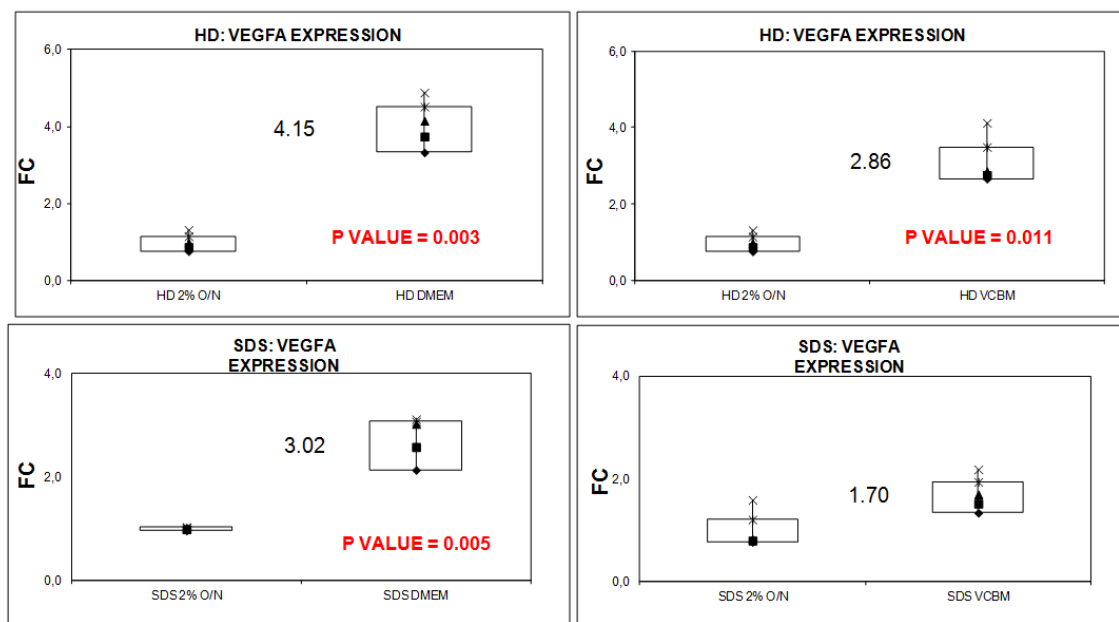 HD: VEGFA EXPRESSION
6,0
4,0
2,0
0,0
FC
4.15
P VALUE = 0.003
HD 2% O/N
HD DMEM
HD: VEGFA EXPRESSION
6,0
4,0
2,0
0,0
FC
2.86
P VALUE = 0.011
HD 2% O/N
HD VCBM
SDS: VEGFA
EXPRESSION
4,0
2,0
0,0
FC
3.02
P VALUE = 0.005
SDS 2% O/N
SDS DMEM
SDS: VEGFA
EXPRESSION
4,0
2,0
0,0
FC
1.70
SDS 2% O/N
SDS VCBM